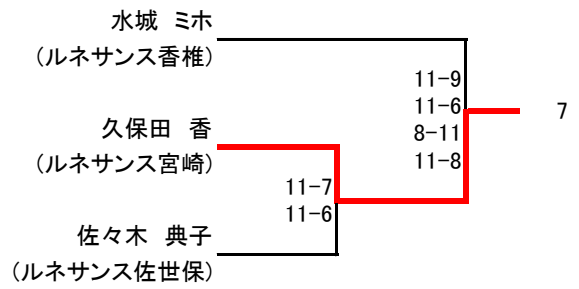 水城 ミホ
(ルネサンス香椎)
11-9
11-6
8-11
11-8
7
久保田 香
(ルネサンス宮崎)
11-7
11-6
佐々木 典子
(ルネサンス佐世保)